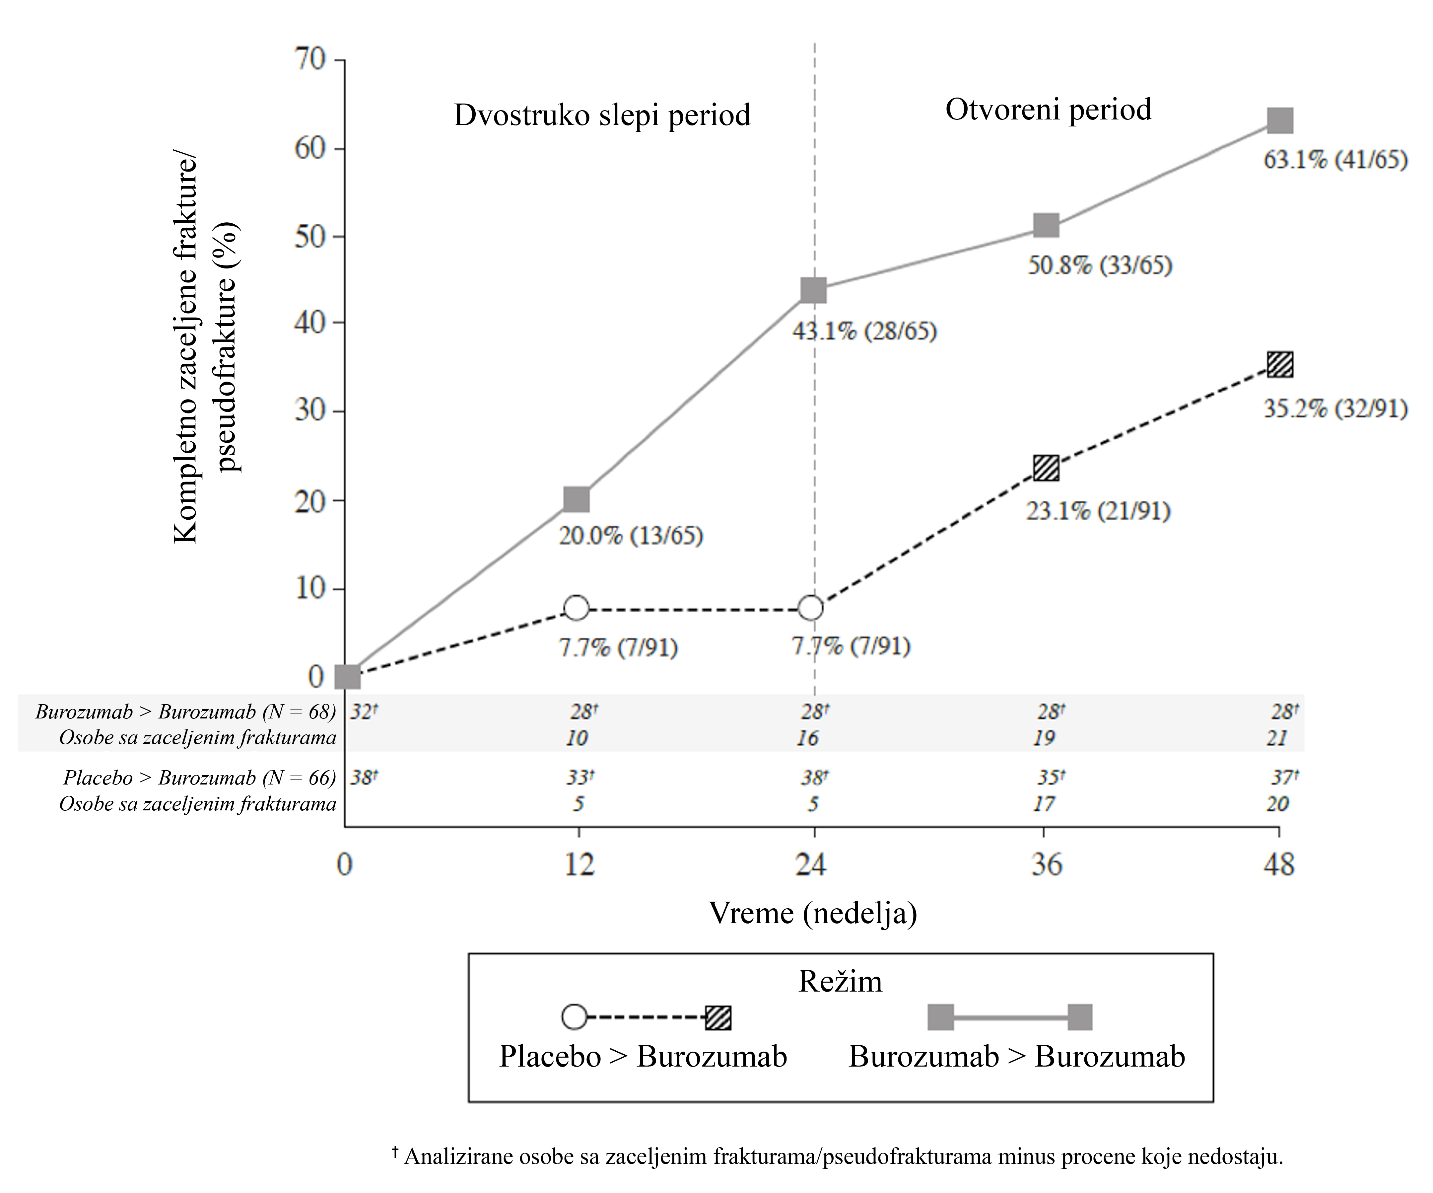 70
60
50
40
30
20
10
0
Kompletno zaceljene frakture/
pseudofrakture (%)
Dvostruko slepi period
Otvoreni period
63.1% (41/65)
50.8% (33/65)
43.1% (28/65)
35.2% (32/91)
23.1% (21/91)
20.0% (13/65)
7.7% (7/91)
7.7% (7/91)
Burozumab > Burozumab (N = 68) 32† 28† 28† 28† 28†
Osobe sa zaceljenim frakturama 10 16 19 21
Placebo > Burozumab (N = 66) 38† 33† 38† 35† 37†
Osobe sa zaceljenim frakturama 5 5 17 20
0 12 24 36 48
Vreme (nedelja)
Režim
Placebo > Burozumab
Burozumab > Burozumab
† Analizirane osobe sa zaceljenim frakturama/pseudofrakturama minus procene koje nedostaju.